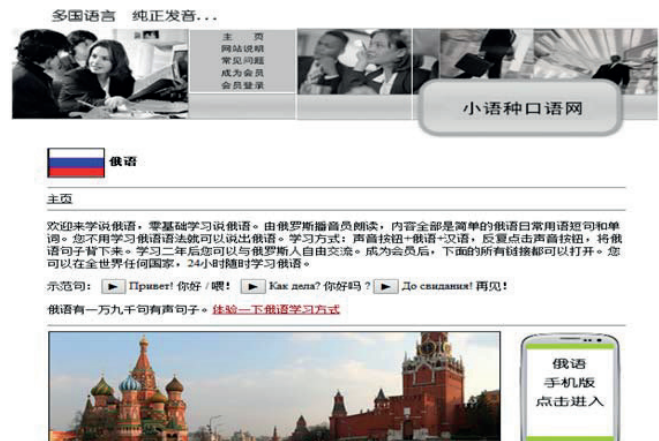 多国语言 纯正发音...
主 页
网站说明
常见问题
成为会员
会员登录
小语种口语网
俄语
主页
欢迎来学说俄语，零基础学习说俄语。由俄罗斯播音员朗读，内容全部是简单的俄语日常用语短句和单
词。您不用学习俄语语法就可以说出俄语。学习方式：声音按钮+俄语+汉语，反复点击声音按钮，将俄
语句子背下来。学习二年后您可以与俄罗斯人自由交流。成为会员后，下面的所有链接都可以打开。您
可以在全世界任何国家，24小时随时学习俄语。
示范句： Привет! 你好 / 喂！ Как дела? 你好吗？ До свидания! 再见！
俄语有一万九千句有声句子。体验一下俄语学习方式
俄语
手机版
点击进入